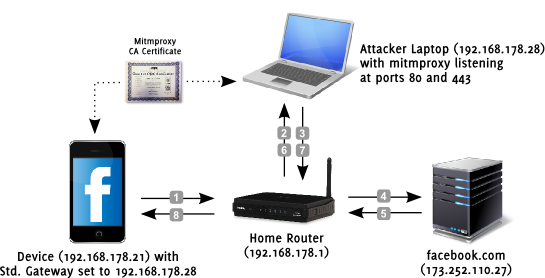 Mitmproxy
CA Certificate
Attacker Laptop (192.168.178.28)
with mitmproxy listening
at ports 80 and 443
2 3
6 7
1
8
4
5
f
Home Router
(192.168.178.1)
Device (192.168.178.21) with
Std. Gateway set to 192.168.178.28
facebook.com
(173.252.110.27)